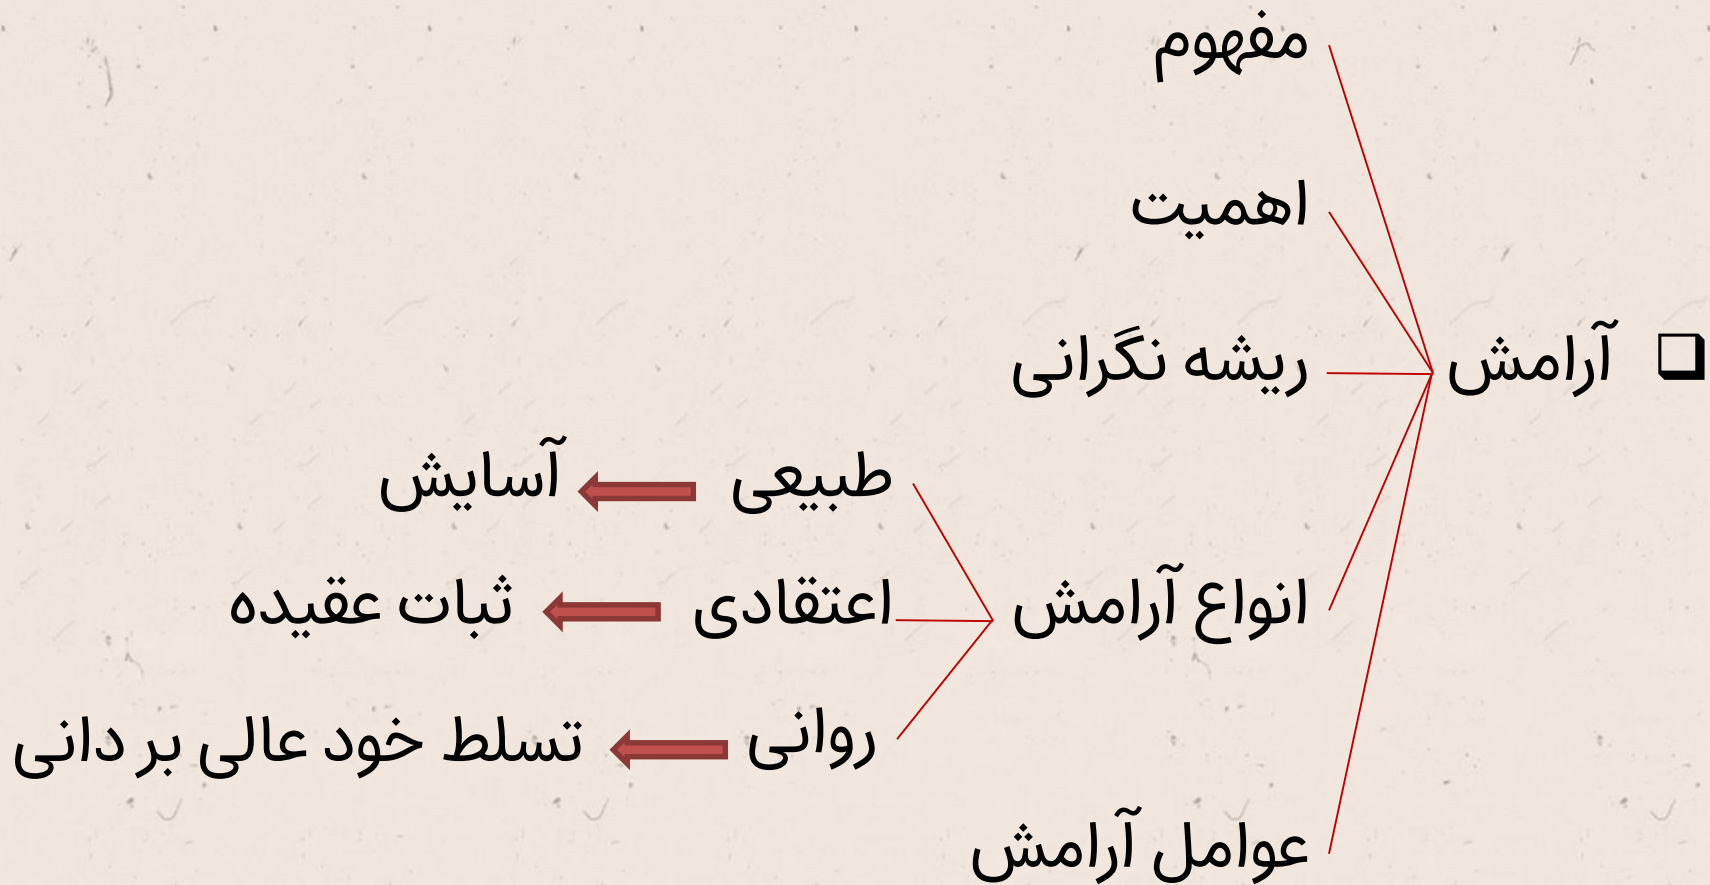 مفهوم
اهمیت
❑ آرامش
ریشه نگرانی
انواع آرامش
طبیعی
آسایش
اعتقادی
ثبات عقیده
روانی
تسلط خود عالی بر دانی
عوامل آرامش